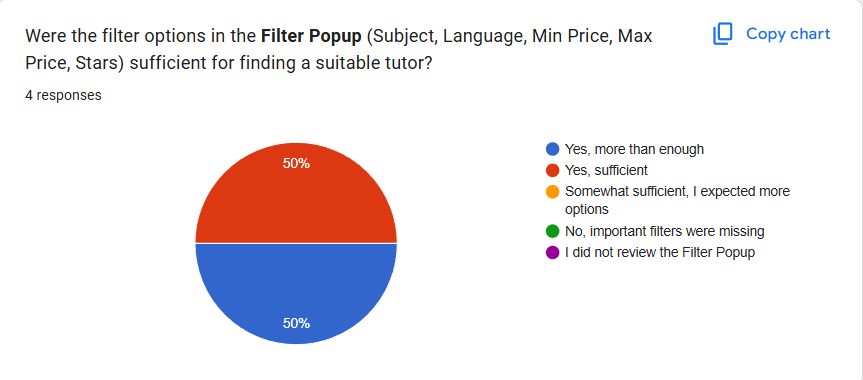 Were the filter options in the Filter Popup (Subject, Language, Min Price, Max
Price, Stars) sufficient for finding a suitable tutor?
Copy chart
4 responses
50%
50%
Yes, more than enough
Yes, sufficient
Somewhat sufficient, I expected more
options
No, important filters were missing
I did not review the Filter Popup